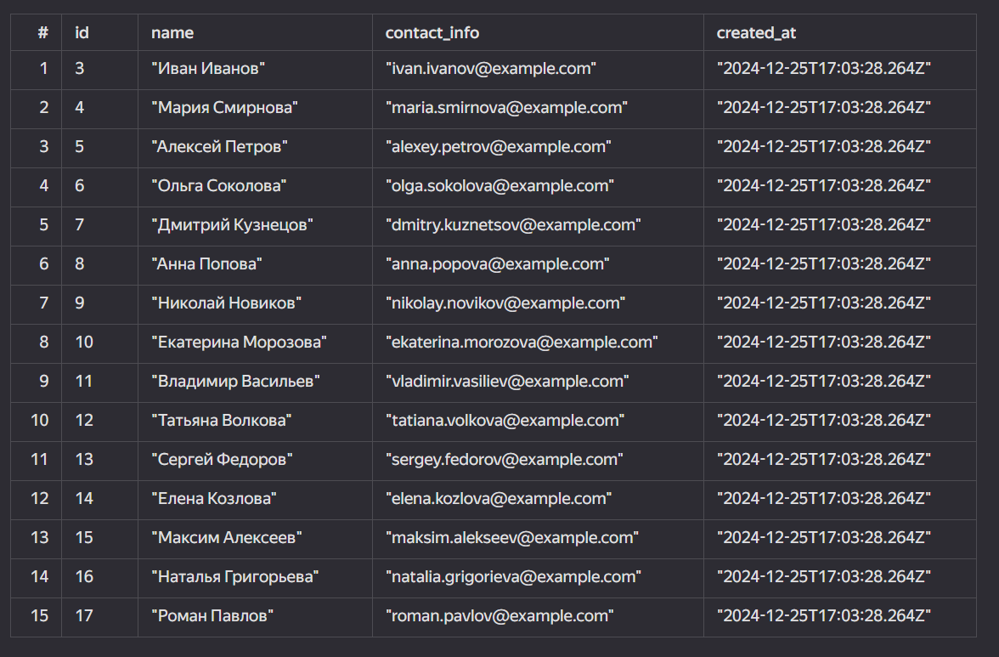 # id name contact_info created_at
1 3 "Иван Иванов" "ivan.ivanov@example.com" "2024-12-25T17:03:28.264Z"
2 4 "Мария Смирнова" "maria.smirnova@example.com" "2024-12-25T17:03:28.264Z"
3 5 "Алексей Петров" "alexey.petrov@example.com" "2024-12-25T17:03:28.264Z"
4 6 "Ольга Соколова" "olga.sokolova@example.com" "2024-12-25T17:03:28.264Z"
5 7 "Дмитрий Кузнецов" "dmitry.kuznetsov@example.com" "2024-12-25T17:03:28.264Z"
6 8 "Анна Попова" "anna.popova@example.com" "2024-12-25T17:03:28.264Z"
7 9 "Николай Новиков" "nikolay.novikov@example.com" "2024-12-25T17:03:28.264Z"
8 10 "Екатерина Морозова" "ekaterina.morozova@example.com" "2024-12-25T17:03:28.264Z"
9 11 "Владимир Васильев" "vladimir.vasiliev@example.com" "2024-12-25T17:03:28.264Z"
10 12 "Татьяна Волкова" "tatiana.volkova@example.com" "2024-12-25T17:03:28.264Z"
11 13 "Сергей Федоров" "sergey.fedorov@example.com" "2024-12-25T17:03:28.264Z"
12 14 "Елена Козлова" "elena.kozlova@example.com" "2024-12-25T17:03:28.264Z"
13 15 "Максим Алексеев" "maksim.alekseev@example.com" "2024-12-25T17:03:28.264Z"
14 16 "Наталья Григорьева" "natalia.grigorieva@example.com" "2024-12-25T17:03:28.264Z"
15 17 "Роман Павлов" "roman.pavlov@example.com" "2024-12-25T17:03:28.264Z"